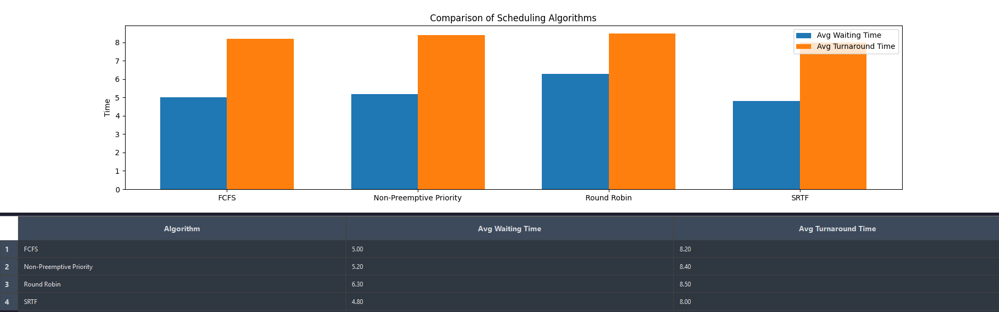 Comparison of Scheduling Algorithms
Avg Waiting Time
Avg Turnaround Time
8
7
6
5
4
3
2
1
0
Time
FCFS Non-Preemptive Priority Round Robin SRTF
Algorithm Avg Waiting Time Avg Turnaround Time
1 FCFS 5.00 8.20
2 Non-Preemptive Priority 5.20 8.40
3 Round Robin 6.30 8.50
4 SRTF 4.80 8.00